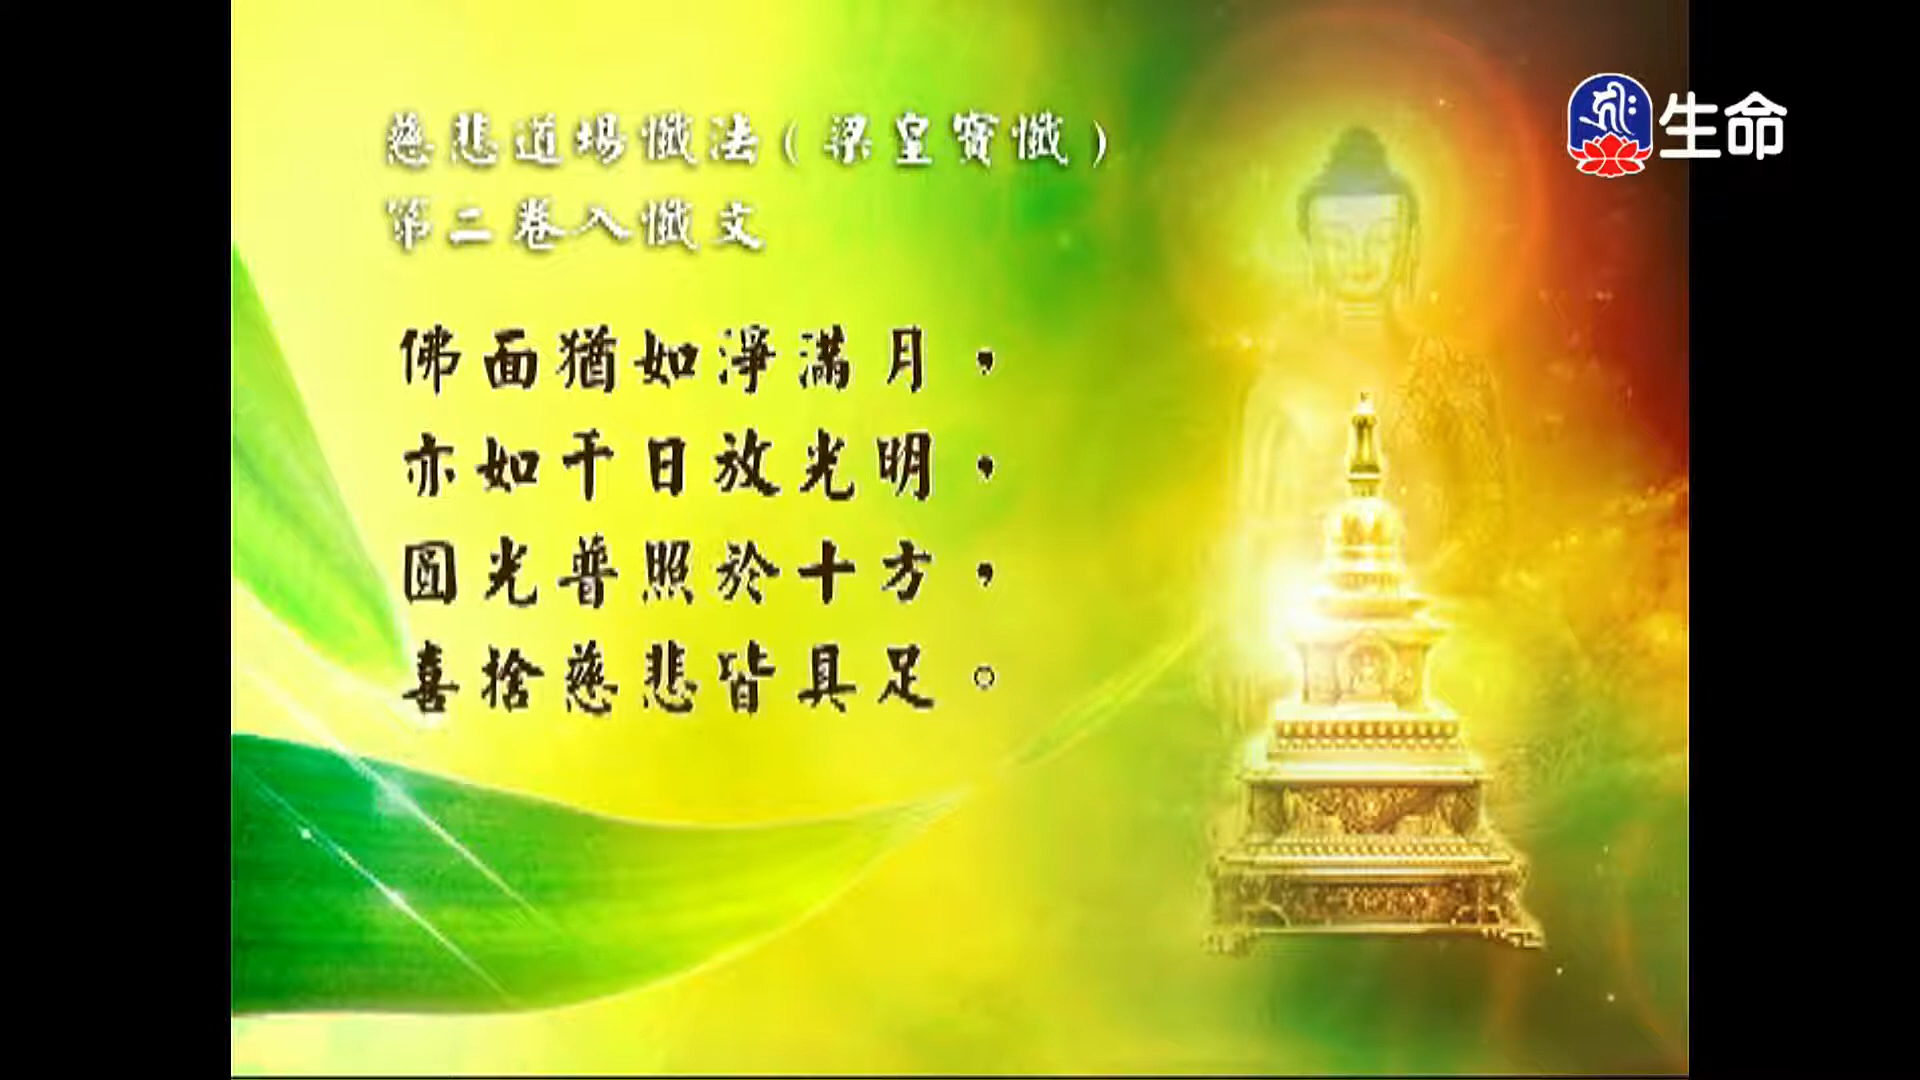 慈悲道場懺法(梁皇寶懺)
第二卷入懺文
佛面猶如淨滿月，
亦如千日放光明，
圓光普照於十方，
喜捨慈悲皆具足。
生命